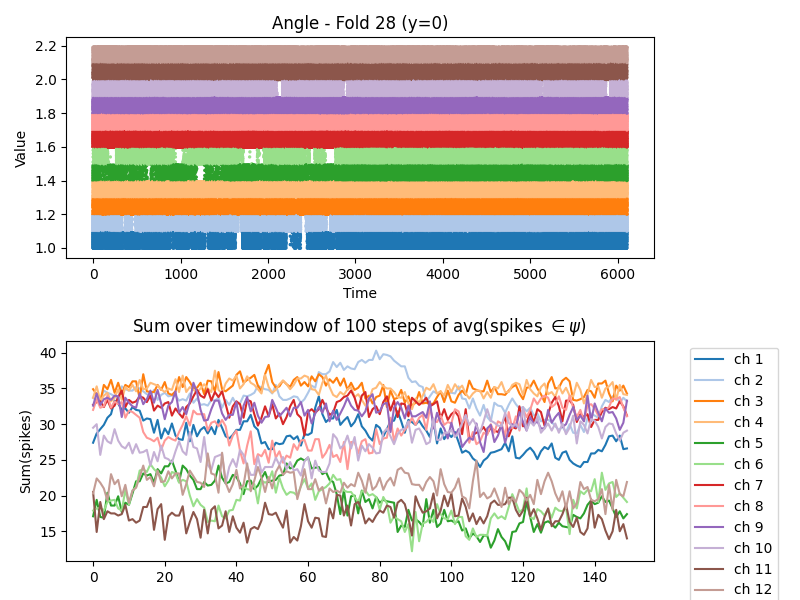 Angle - Fold 28 (y=0)
2.2
2.0
1.8
1.6
1.4
1.2
1.0
Value
0 1000 2000 3000 4000 5000 6000
Time
Sum over timewindow of 100 steps of avg(spikes ∈ψ)
40
35
30
25
20
15
Sum(spikes)
0 20 40 60 80 100 120 140
ch 1
ch 2
ch 3
ch 4
ch 5
ch 6
ch 7
ch 8
ch 9
ch 10
ch 11
ch 12